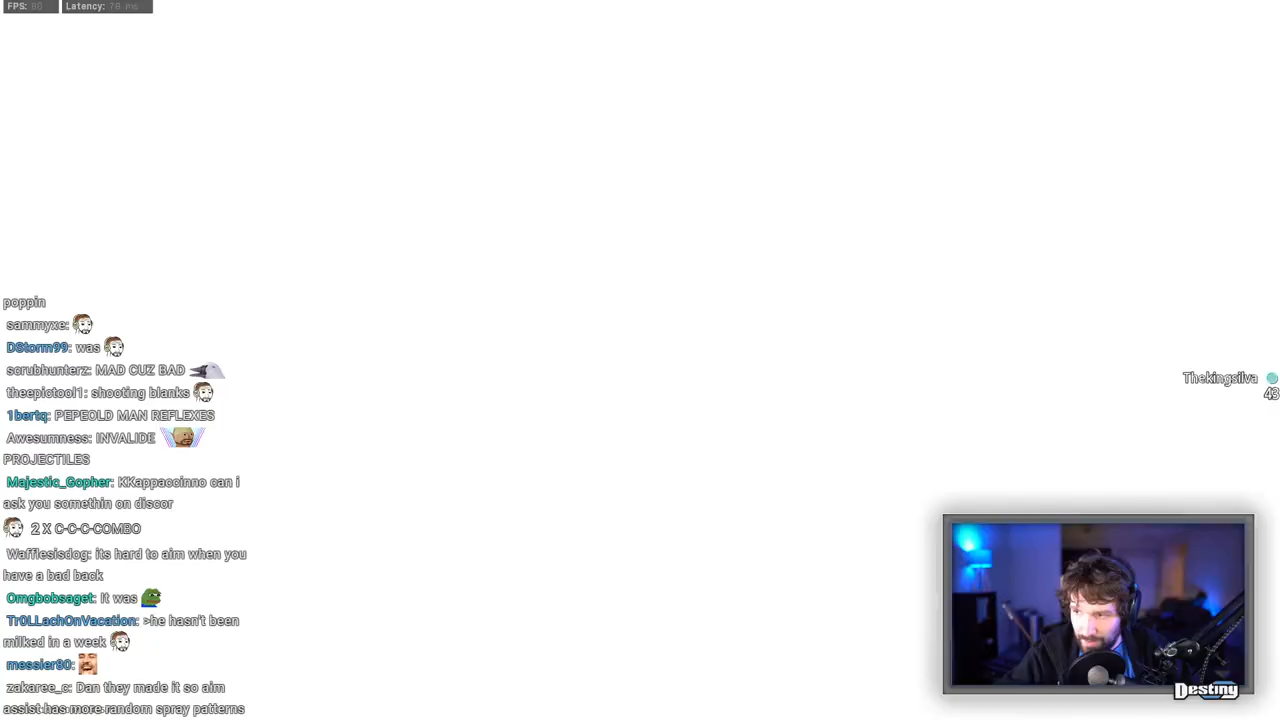 FPS: 80 Latency: 78 ms
poppin
sammyxe:
DStorm99: was
scrubhunterz: MAD CUZ BAD
theepictool1: shooting blanks
1bertq: PEPEOLD MAN REFLEXES
Awesumness: INVALIDE
PROJECTILES
Majestic_Gopher: KKappaccinno can i
ask you somethin on discor
2 X C-C-C-COMBO
Wafflesisdog: its hard to aim when you
have a bad back
Omgbobsaget: It was
Tr0LLachOnVacation: >he hasn't been
milked in a week
messier80:
zakaree_c: Dan they made it so aim
assist has more random spray patterns
Thekingsilva
43
Destiny